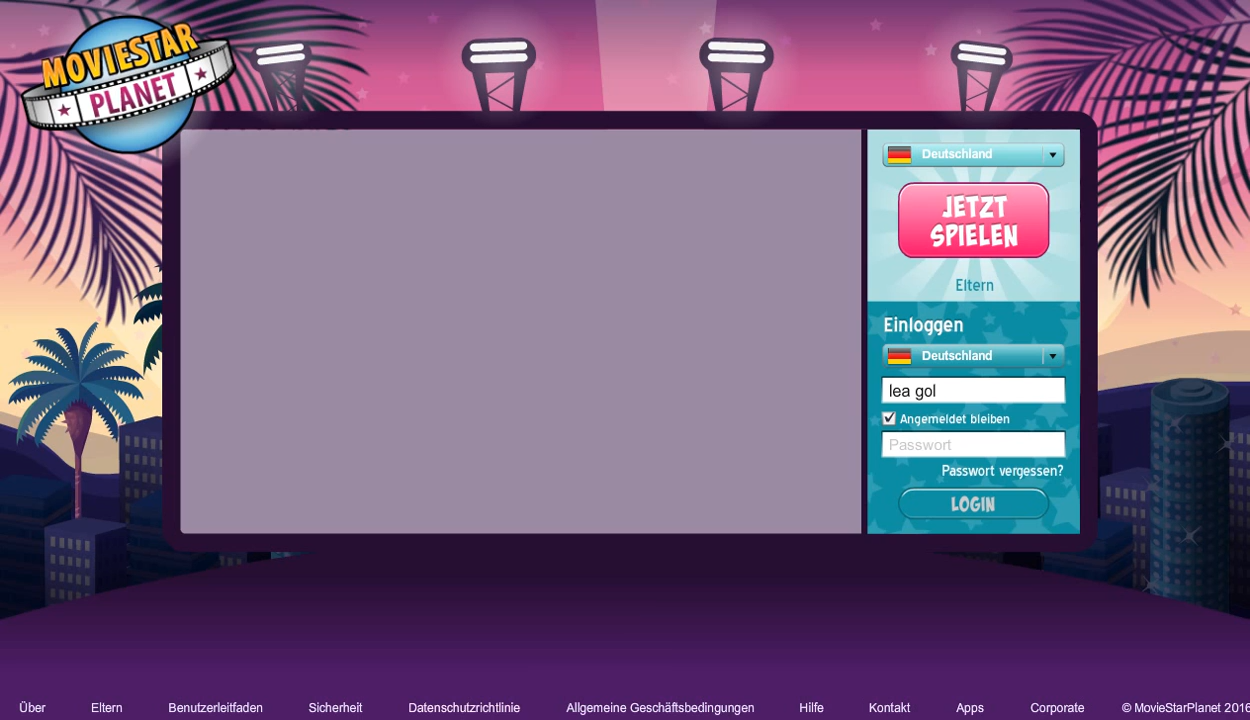 MOVIESTAR
PLANET
Deutschland
JETZT
SPIELEN
Eltern
Einloggen
Deutschland
lea gol
Angemeldet bleiben
Passwort
Passwort vergessen?
LOGIN
Über Eltern Benutzerleitfaden Sicherheit Datenschutzrichtlinie Allgemeine Geschäftsbedingungen Hilfe Kontakt Apps Corporate © MovieStarPlanet 2016